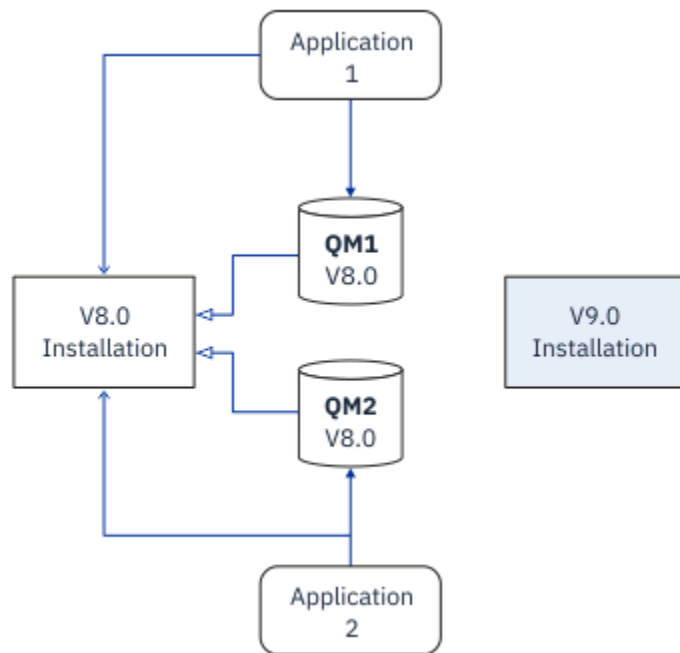 Application
1
QM1
V8.0
V8.0
Installation
V9.0
Installation
QM2
V8.0
Application
2